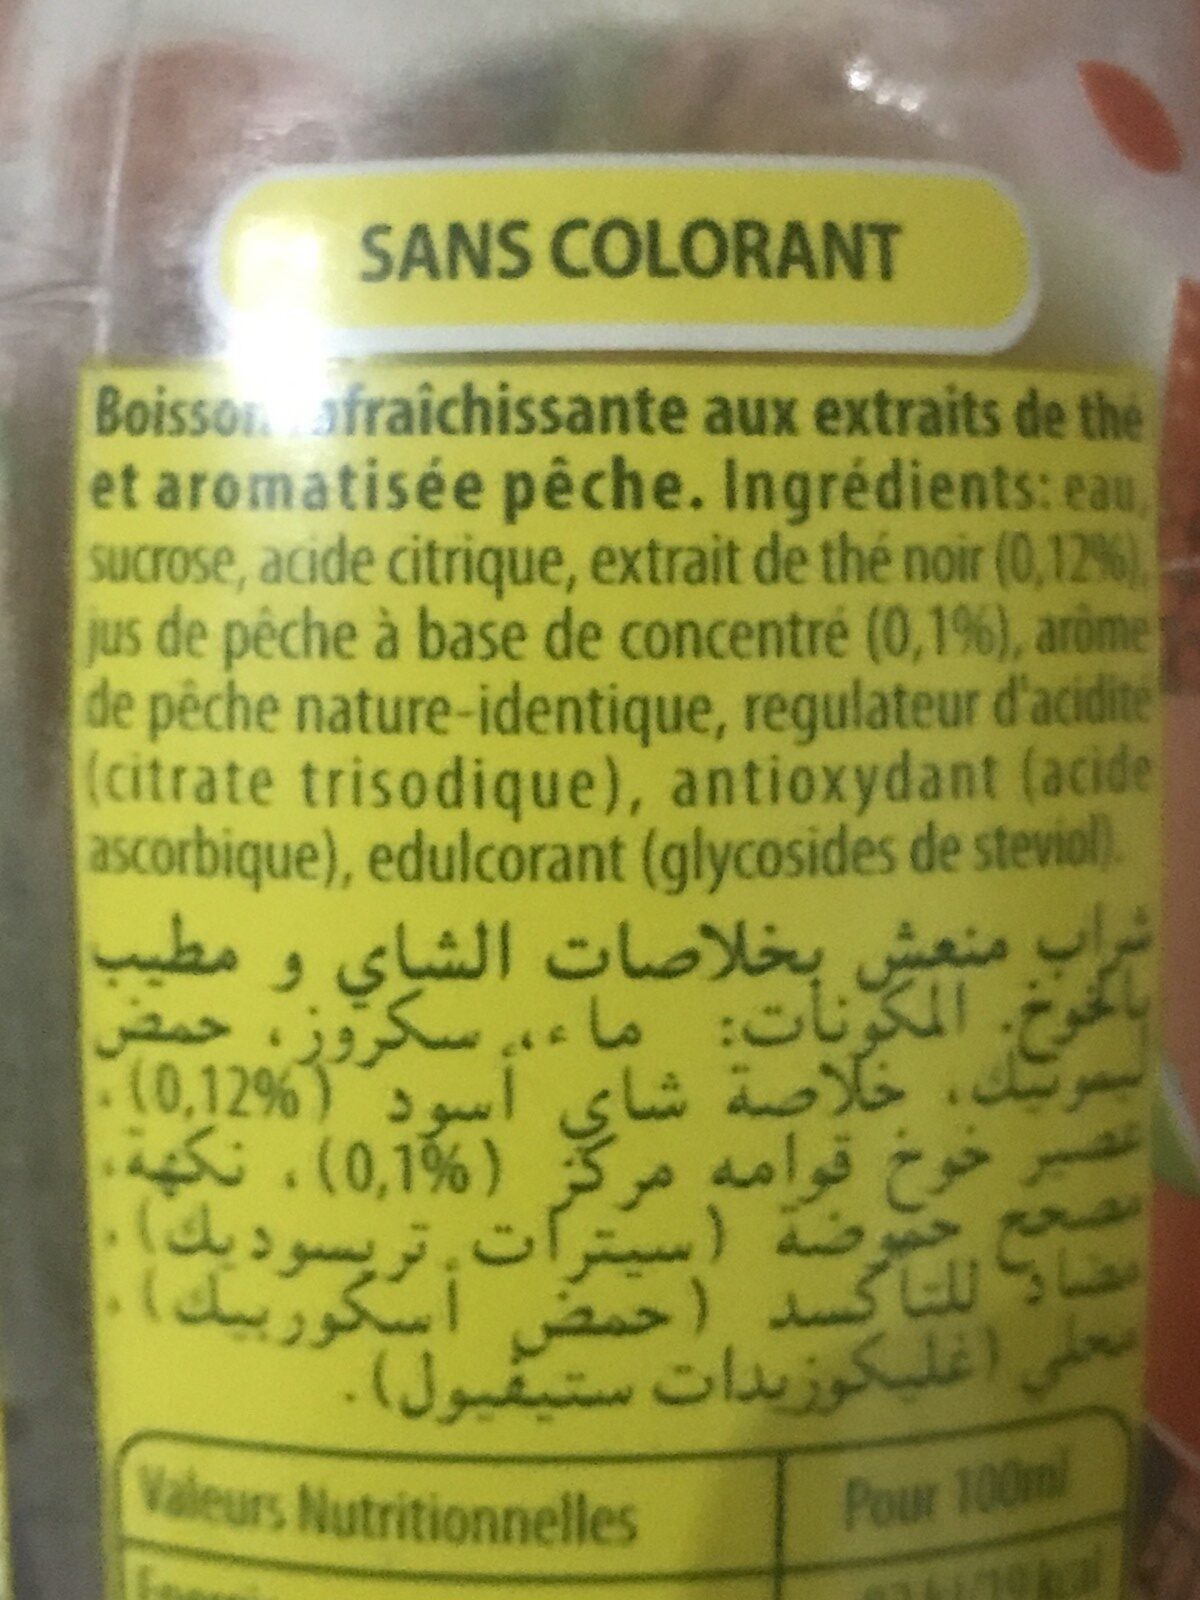 SANS COLORANT
Boisson rafraîchissante aux extraits de thé
et aromatisée pêche. Ingrédients: eau,
sucrose, acide citrique, extrait de thé noir (0,12%),
jus de pêche à base de concentré (0,1%), arôme
de pêche nature-identique, regulateur d'acidité
(citrate trisodique), antioxydant (acide
ascorbique), edulcorant (glycosides de steviol).
شراب منعش بخلاصات الشاي و مطيب
بالخوخ. المكونات: ماء، سكروز، حمض
ليمونيك، خلاصة شاي أسود (0,12%)،
عصير خوخ قوامه مركز (0,1%)، نكهة،
مصحح حموضة (سيترات تريسوديك)،
مضاد للتأكسد (حمض أسكوربيك)،
محلي (غليكوزيدات ستيفيول).
Valeurs Nutritionnelles
Pour 100ml